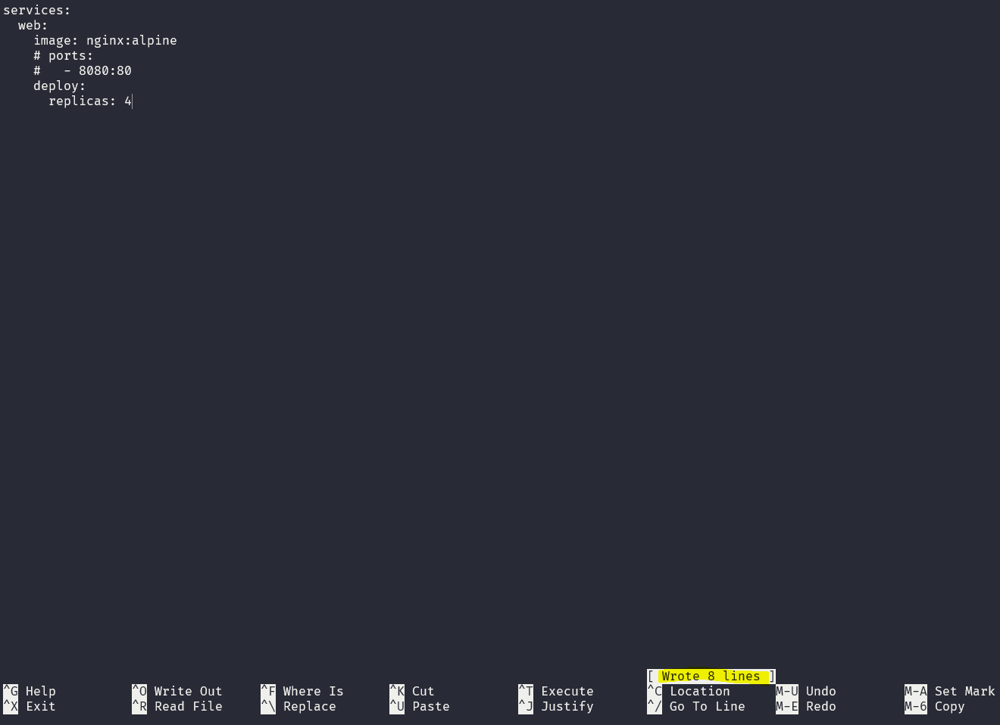 services:
  web:
    image: nginx:alpine
    # ports:
    #   - 8080:80
    deploy:
      replicas: 4
[ Wrote 8 lines ]
^G Help ^O Write Out ^F Where Is ^K Cut ^T Execute ^C Location M-U Undo M-A Set Mark
^X Exit ^R Read File ^\ Replace ^U Paste ^J Justify ^/ Go To Line M-E Redo M-6 Copy